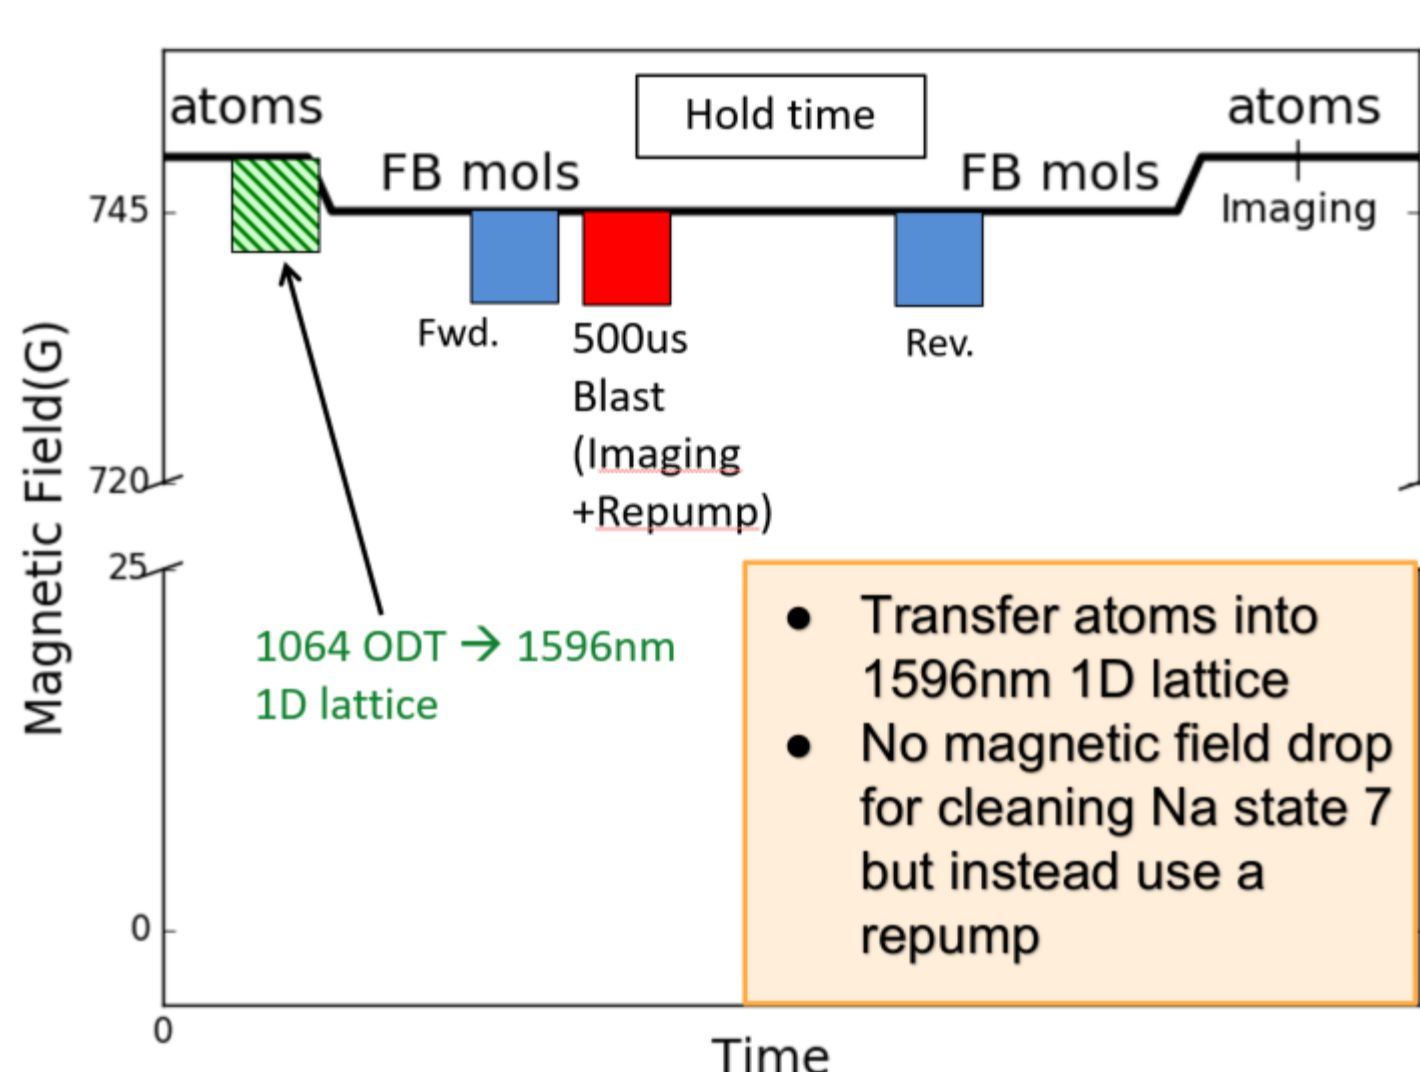 atoms
Hold time
atoms
FB mols
FB mols
745
Imaging
Fwd.
500us
Blast
(Imaging
+Repump)
Rev.
Magnetic Field(G)
720
25
1064 ODT → 1596nm
1D lattice
● Transfer atoms into
1596nm 1D lattice
● No magnetic field drop
for cleaning Na state 7
but instead use a
repump
0
0
Time